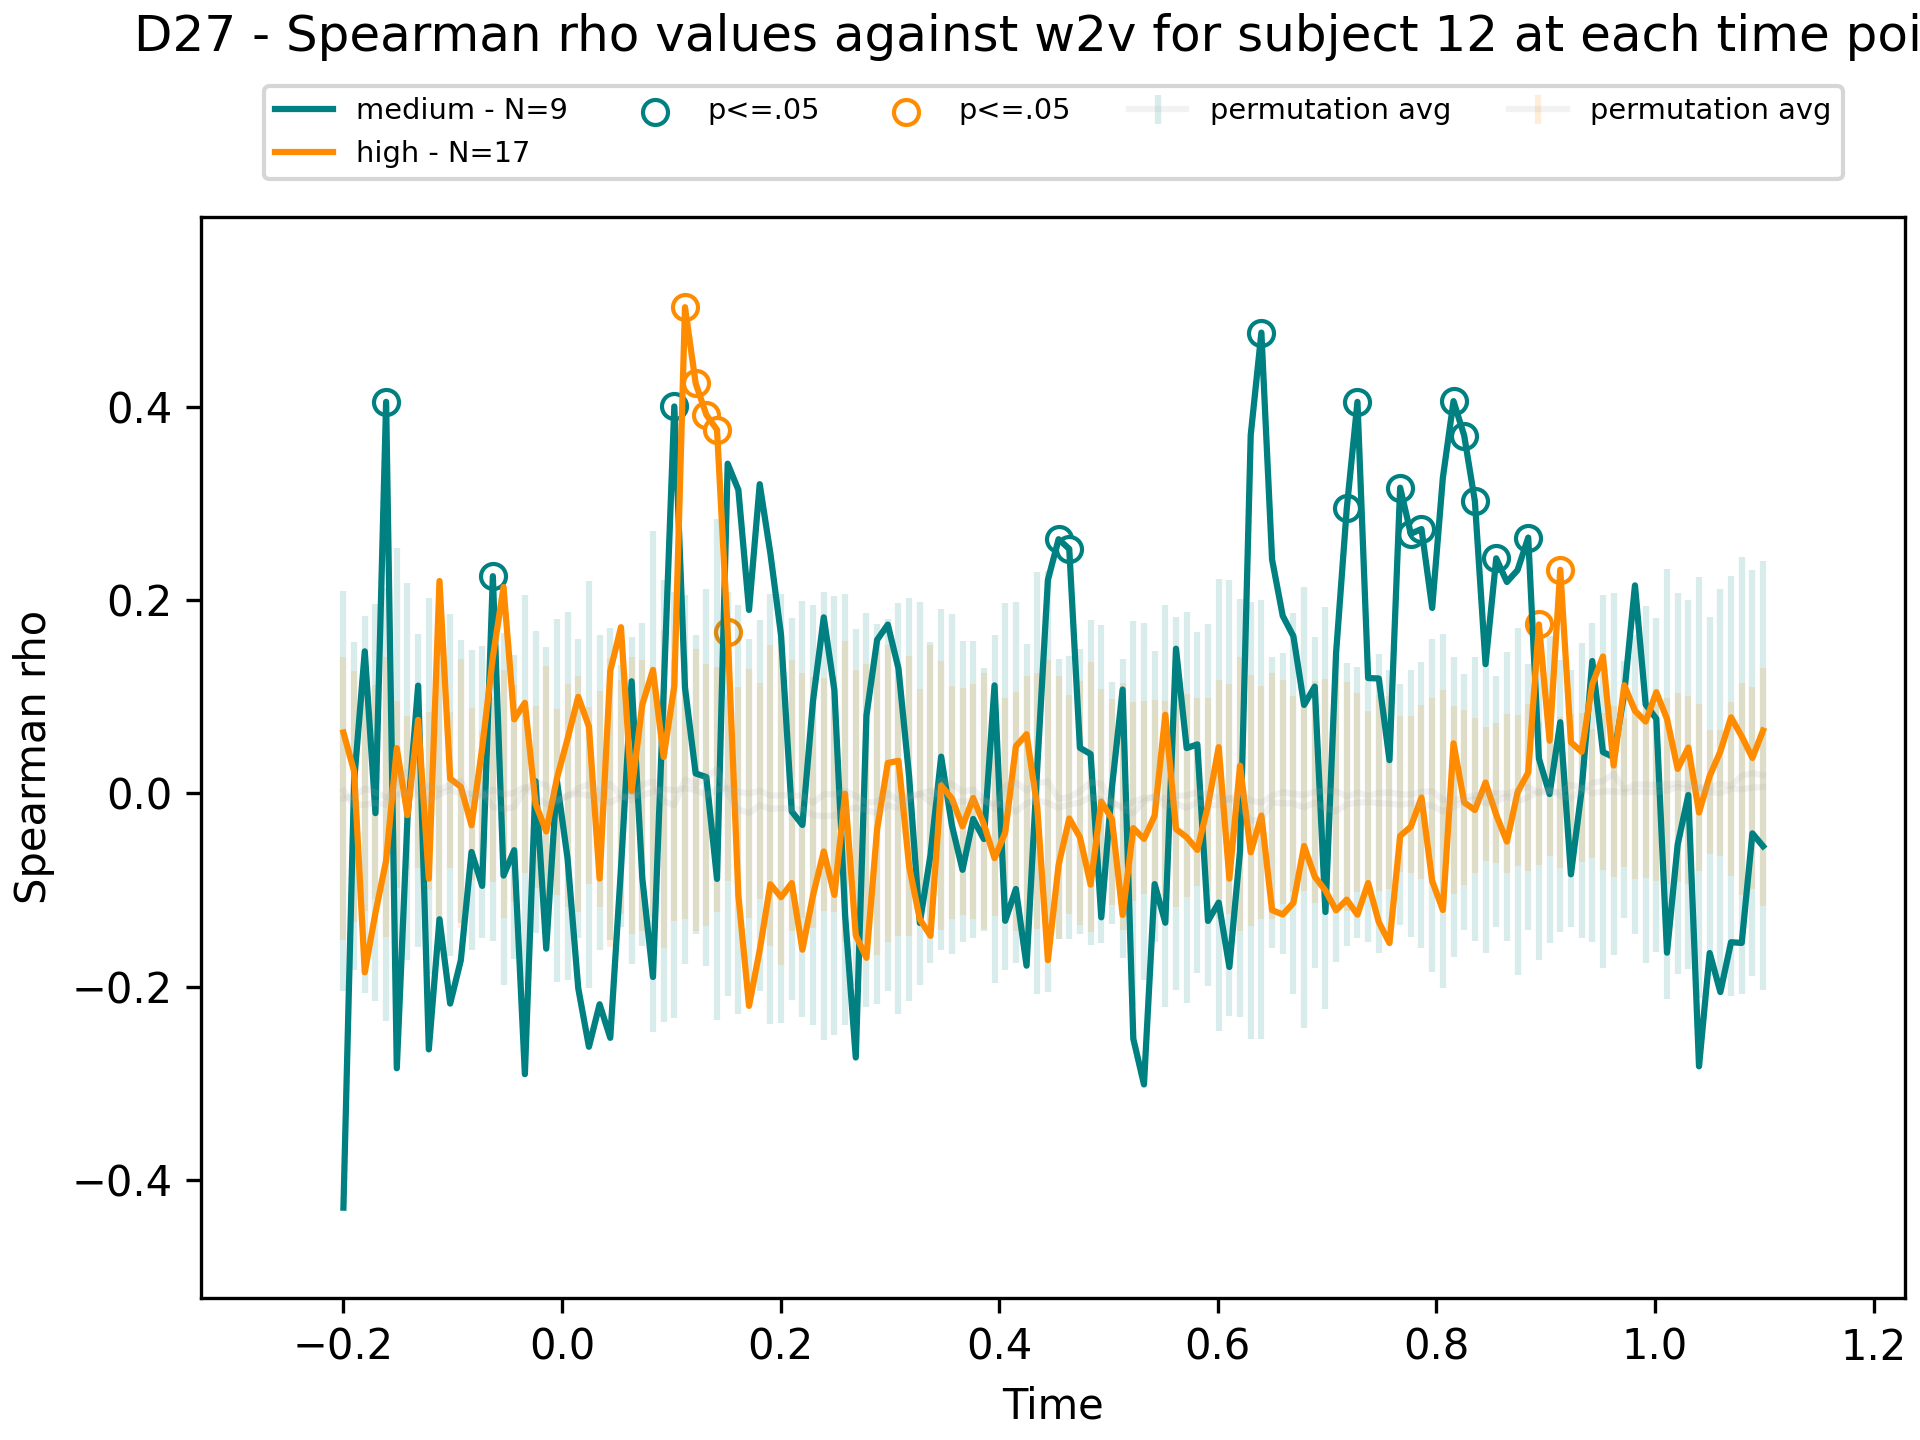 D27 - Spearman rho values against w2v for subject 12 at each time poi
medium - N=9
high - N=17
p<=.05
p<=.05
permutation avg
permutation avg
Spearman rho
0.4
0.2
0.0
−0.2
−0.4
−0.2 0.0 0.2 0.4 0.6 0.8 1.0 1.2
Time